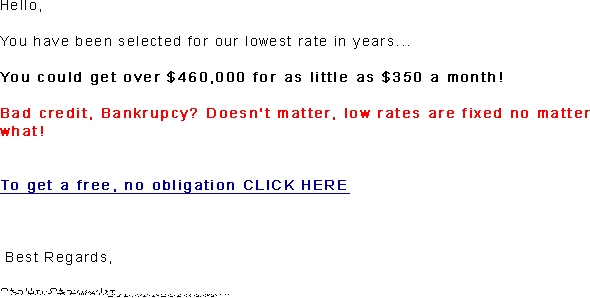 Hello,
You have been selected for our lowest rate in years...
You could get over $460,000 for as little as $350 a month!
Bad credit, Bankrupcy? Doesn't matter, low rates are fixed no matter
what!
To get a free, no obligation CLICK HERE
Best Regards,